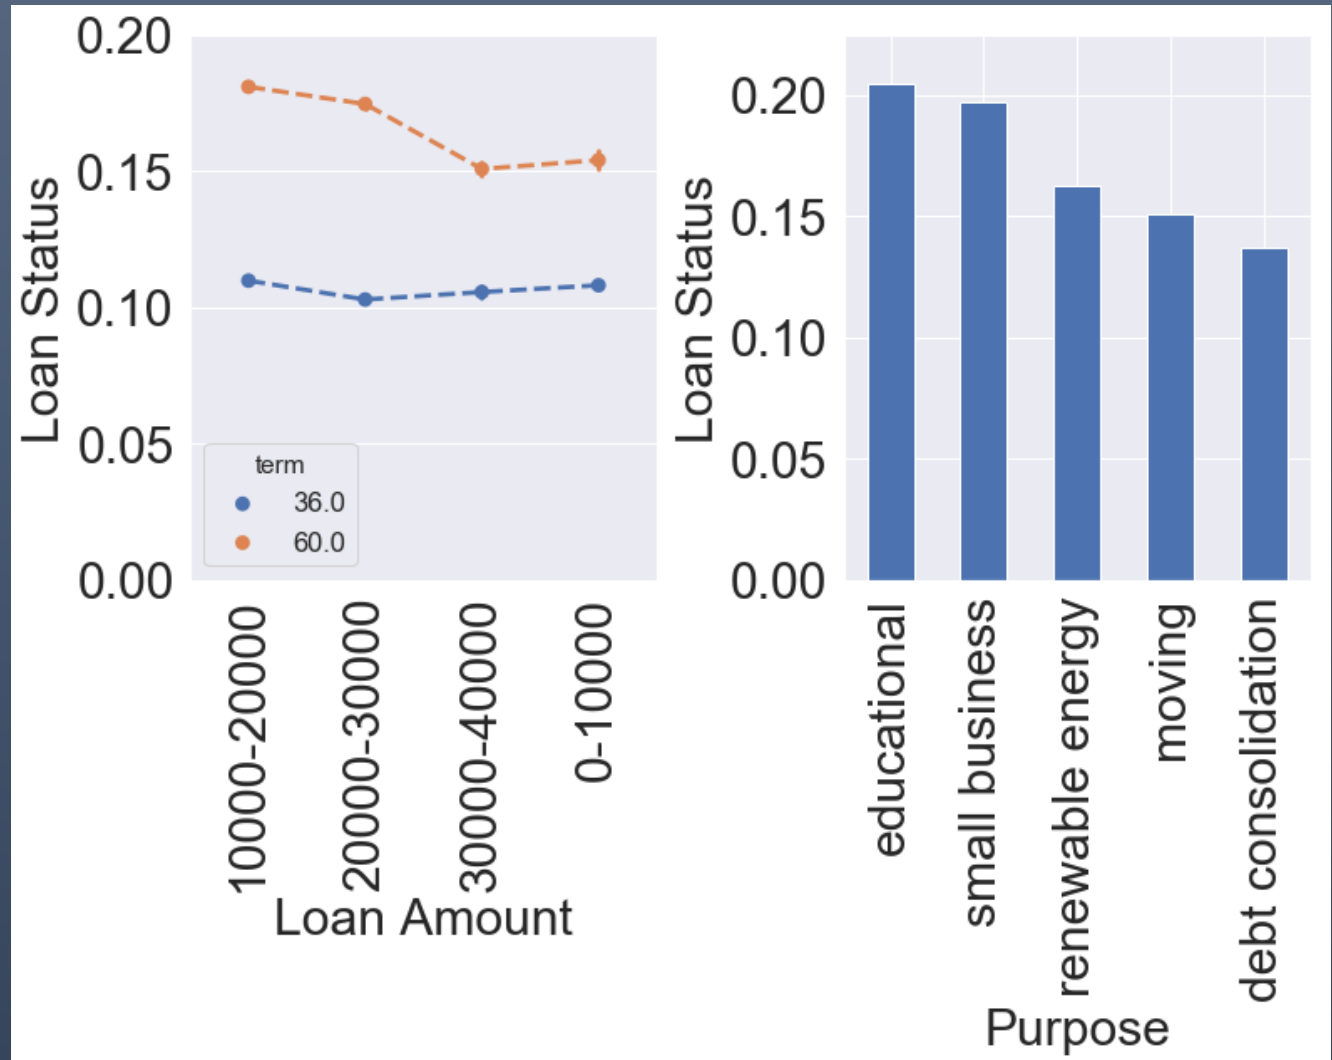 Loan Status
0.20
0.15
0.10
0.05
0.00
term
36.0
60.0
10000-20000
20000-30000
30000-40000
0-10000
Loan Amount
Loan Status
0.20
0.15
0.10
0.05
0.00
educational
small business
renewable energy
moving
debt consolidation
Purpose